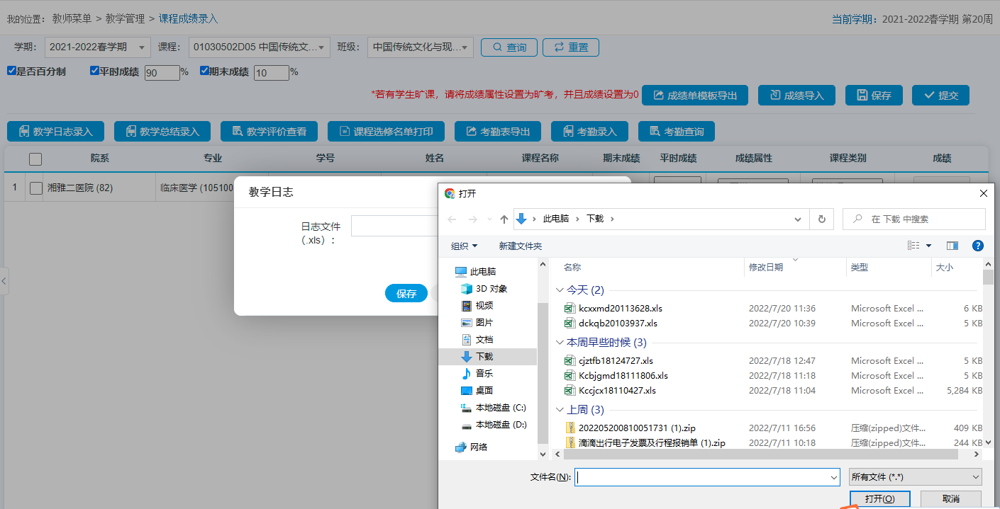 我的位置： 教师菜单 > 教学管理 > 课程成绩录入 当前学期：2021-2022春学期 第20周
学期： 2021-2022春学期 课程： 01030502D05 中国传统文... 班级： 中国传统文化与现... 查询 重置
是否百分制 平时成绩 90 % 期末成绩 10 %
*若有学生旷课，请将成绩属性设置为旷考，并且成绩设置为0 成绩单模板导出 成绩导入 保存 提交
教学日志录入 教学总结录入 教学评价查看 课程选修名单打印 考勤表导出 考勤录入 考勤查询
院系 专业 学号 姓名 课程名称 期末成绩 平时成绩 成绩属性 课程类别 成绩
1 湘雅二医院 (82) 临床医学 (105100
教学日志
日志文件
（.xls）：
保存
打开
此电脑 下载 在 下载 中搜索
组织 新建文件夹
此电脑
3D 对象
视频
图片
文档
下载
音乐
桌面
本地磁盘 (C:)
本地磁盘 (D:)
网络
名称 修改日期 类型 大小
今天 (2)
kcxxmd20113628.xls 2022/7/20 11:36 Microsoft Excel ... 6 KB
dckqb20103937.xls 2022/7/20 10:39 Microsoft Excel ... 5 KB
本周早些时候 (3)
cjztfb18124727.xls 2022/7/18 12:47 Microsoft Excel ... 5 KB
Kcbjgmd18111806.xls 2022/7/18 11:18 Microsoft Excel ... 5 KB
Kccjcx18110427.xls 2022/7/18 11:04 Microsoft Excel ... 5,284 KB
上周 (3)
202205200810051731 (1).zip 2022/7/11 16:56 压缩(zipped)文件... 409 KB
滴滴出行电子发票及行程报销单 (1).zip 2022/7/11 10:18 压缩(zipped)文件... 244 KB
文件名(N): 所有文件 (*.*)
打开(O) 取消